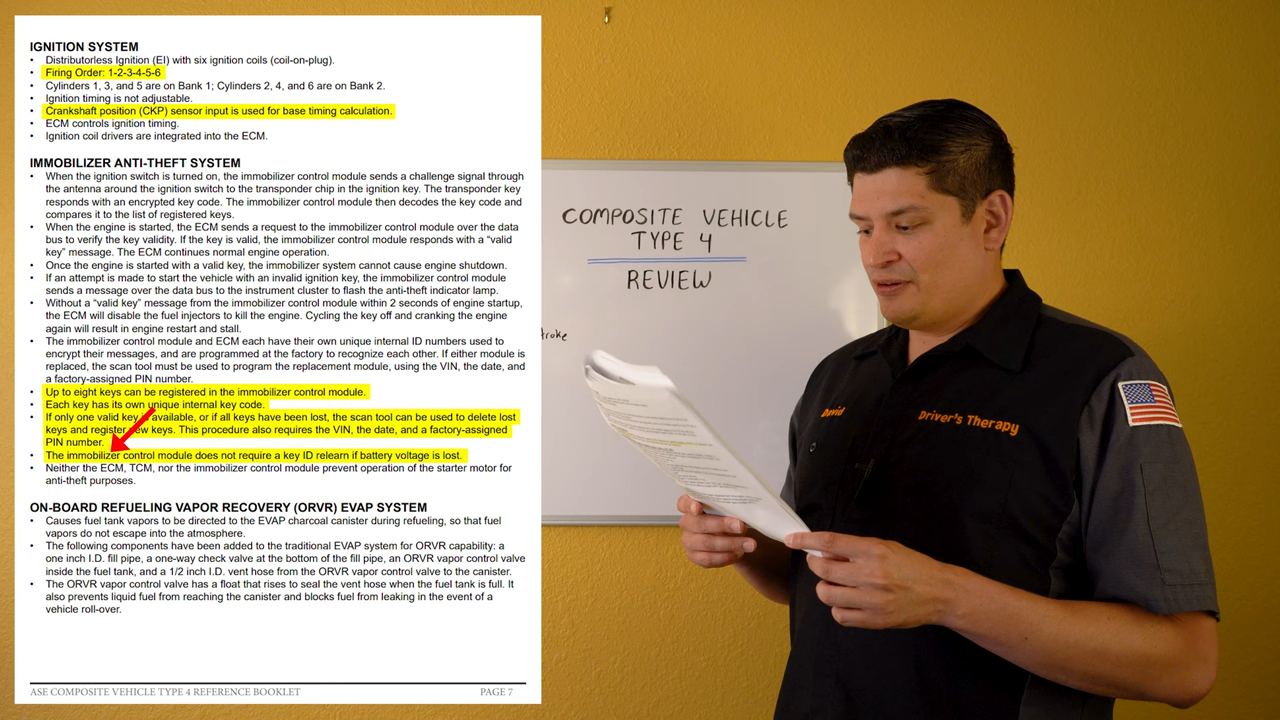 IGNITION SYSTEM
• Distributorless Ignition (EI) with six ignition coils (coil-on-plug).
• Firing Order: 1-2-3-4-5-6
• Cylinders 1, 3, and 5 are on Bank 1; Cylinders 2, 4, and 6 are on Bank 2.
• Ignition timing is not adjustable.
• Crankshaft position (CKP) sensor input is used for base timing calculation.
• ECM controls ignition timing.
• Ignition coil drivers are integrated into the ECM.
IMMOBILIZER ANTI-THEFT SYSTEM
• When the ignition switch is turned on, the immobilizer control module sends a challenge signal through
the antenna around the ignition switch to the transponder chip in the ignition key. The transponder key
responds with an encrypted key code. The immobilizer control module then decodes the key code and
compares it to the list of registered keys.
• When the engine is started, the ECM sends a request to the immobilizer control module over the data
bus to verify the key validity. If the key is valid, the immobilizer control module responds with a “valid
key” message. The ECM continues normal engine operation.
• Once the engine is started with a valid key, the immobilizer system cannot cause engine shutdown.
• If an attempt is made to start the vehicle with an invalid ignition key, the immobilizer control module
sends a message over the data bus to the instrument cluster to flash the anti-theft indicator lamp.
• Without a “valid key” message from the immobilizer control module within 2 seconds of engine startup,
the ECM will disable the fuel injectors to kill the engine. Cycling the key off and cranking the engine
again will result in engine restart and stall.
• The immobilizer control module and ECM each have their own unique internal ID numbers used to
encrypt their messages, and are programmed at the factory to recognize each other. If either module is
replaced, the scan tool must be used to program the replacement module, using the VIN, the date, and
a factory-assigned PIN number.
• Up to eight keys can be registered in the immobilizer control module.
• Each key has its own unique internal key code.
• If only one valid key is available, or if all keys have been lost, the scan tool can be used to delete lost
keys and register new keys. This procedure also requires the VIN, the date, and a factory-assigned
PIN number.
• The immobilizer control module does not require a key ID relearn if battery voltage is lost.
• Neither the ECM, TCM, nor the immobilizer control module prevent operation of the starter motor for
anti-theft purposes.
ON-BOARD REFUELING VAPOR RECOVERY (ORVR) EVAP SYSTEM
• Causes fuel tank vapors to be directed to the EVAP charcoal canister during refueling, so that fuel
vapors do not escape into the atmosphere.
• The following components have been added to the traditional EVAP system for ORVR capability: a
one inch I.D. fill pipe, a one-way check valve at the bottom of the fill pipe, an ORVR vapor control valve
inside the fuel tank, and a 1/2 inch I.D. vent hose from the ORVR vapor control valve to the canister.
• The ORVR vapor control valve has a float that rises to seal the vent hose when the fuel tank is full. It
also prevents liquid fuel from reaching the canister and blocks fuel from leaking in the event of a
vehicle roll-over.
ASE COMPOSITE VEHICLE TYPE 4 REFERENCE BOOKLET PAGE 7
COMPOSITE VEHICLE
TYPE 4
REVIEW
troke
David
Driver's Therapy